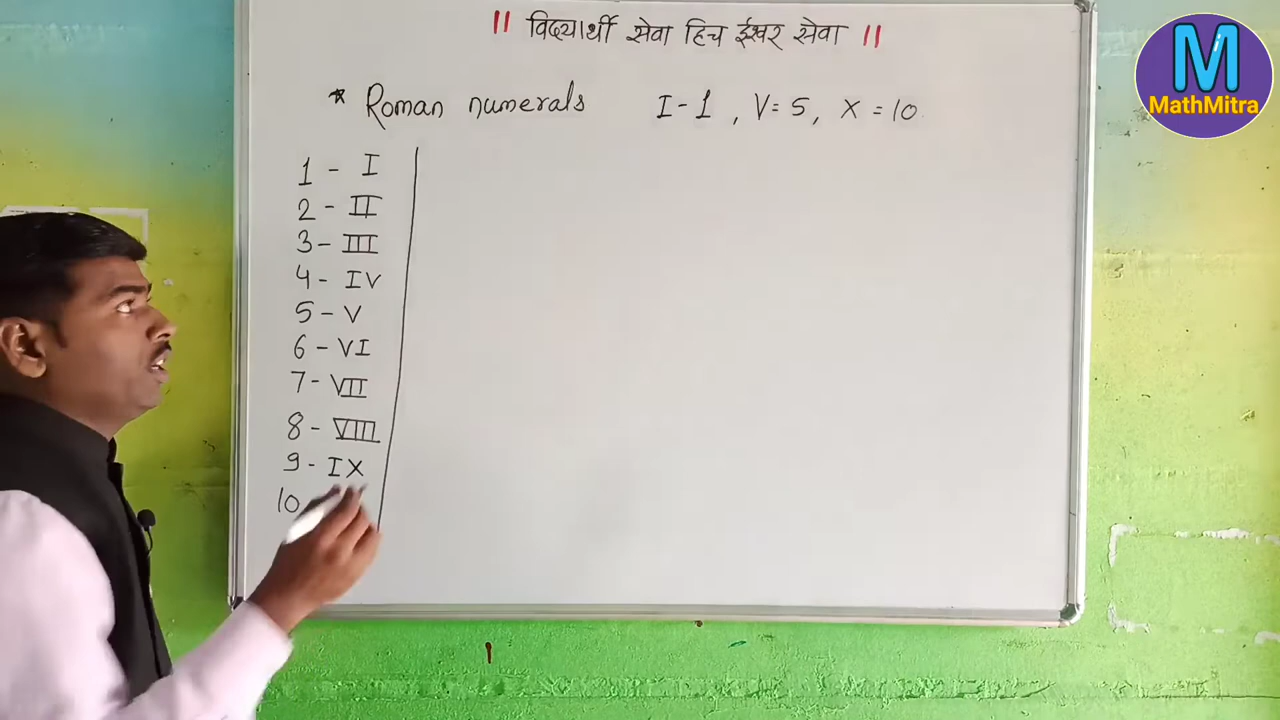 || विद्यार्थी सेवा हिच ईश्वर सेवा ||
M
MathMitra
* Roman numerals I - 1 , V = 5, X = 10
1 - I
2 - II
3 - III
4 - IV
5 - V
6 - VI
7 - VII
8 - VIII
9 - IX
10